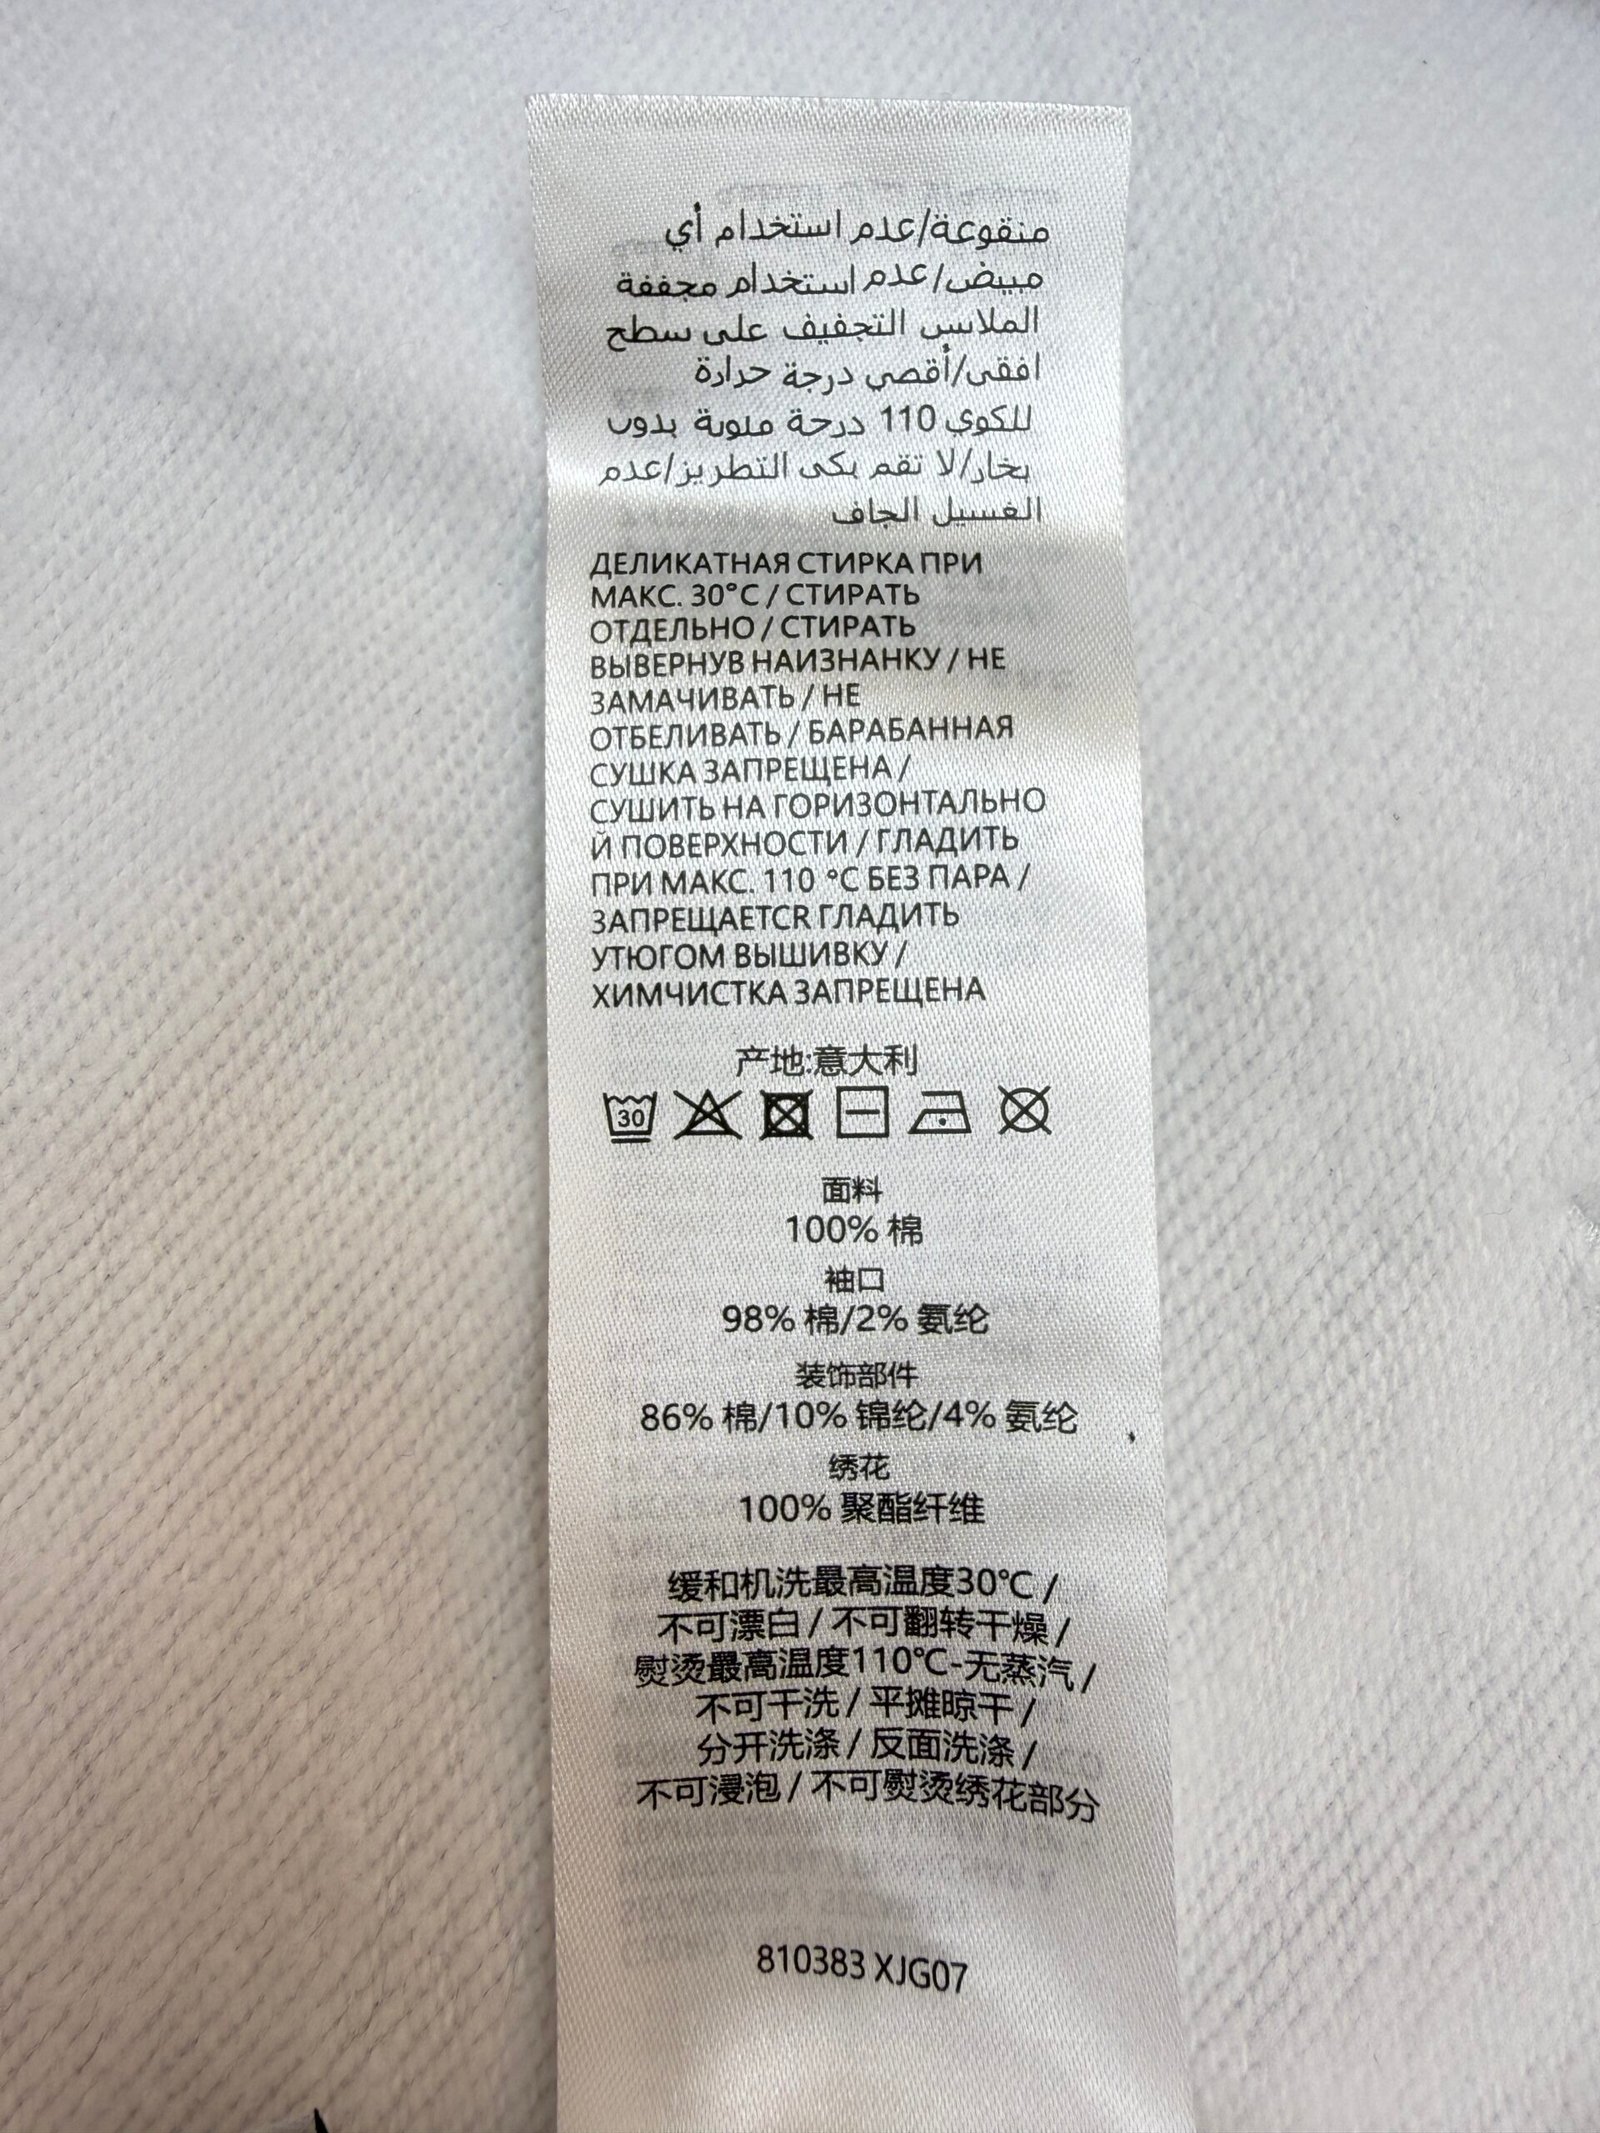 منقوعة/عدم استخدام أي
مبيض/عدم استخدام مجففة
الملابس التجفيف على سطح
افقى/أقصي درجة حدارة
للكوي 110 درحة منوية بدون
بخار/لا تقم بكى التطريز/عدم
الغسيل الجاف
ДЕЛИКАТНАЯ СТИРКА ПРИ
МАКС. 30°C / СТИРАТЬ
ОТДЕЛЬНО / СТИРАТЬ
ВЫВЕРНУВ НАИЗНАНКУ / НЕ
ЗАМАЧИВАТЬ / НЕ
ОТБЕЛИВАТЬ / БАРАБАННАЯ
СУШКА ЗАПРЕЩЕНА /
СУШИТЬ НА ГОРИЗОНТАЛЬНО
Й ПОВЕРХНОСТИ / ГЛАДИТЬ
ПРИ МАКС. 110 °C БЕЗ ПАРА /
ЗАПРЕЩАЕТСR ГЛАДИТЬ
УТЮГОМ ВЫШИВКУ /
ХИМЧИСТКА ЗАПРЕЩЕНА
产地:意大利
30
面料
100% 棉
袖口
98% 棉/2% 氨纶
装饰部件
86% 棉/10% 锦纶/4% 氨纶
绣花
100% 聚酯纤维
缓和机洗最高温度30℃ /
不可漂白 / 不可翻转干燥 /
熨烫最高温度110℃-无蒸汽 /
不可干洗 / 平摊晾干 /
分开洗涤 / 反面洗涤 /
不可浸泡 / 不可熨烫绣花部分
810383 XJG07